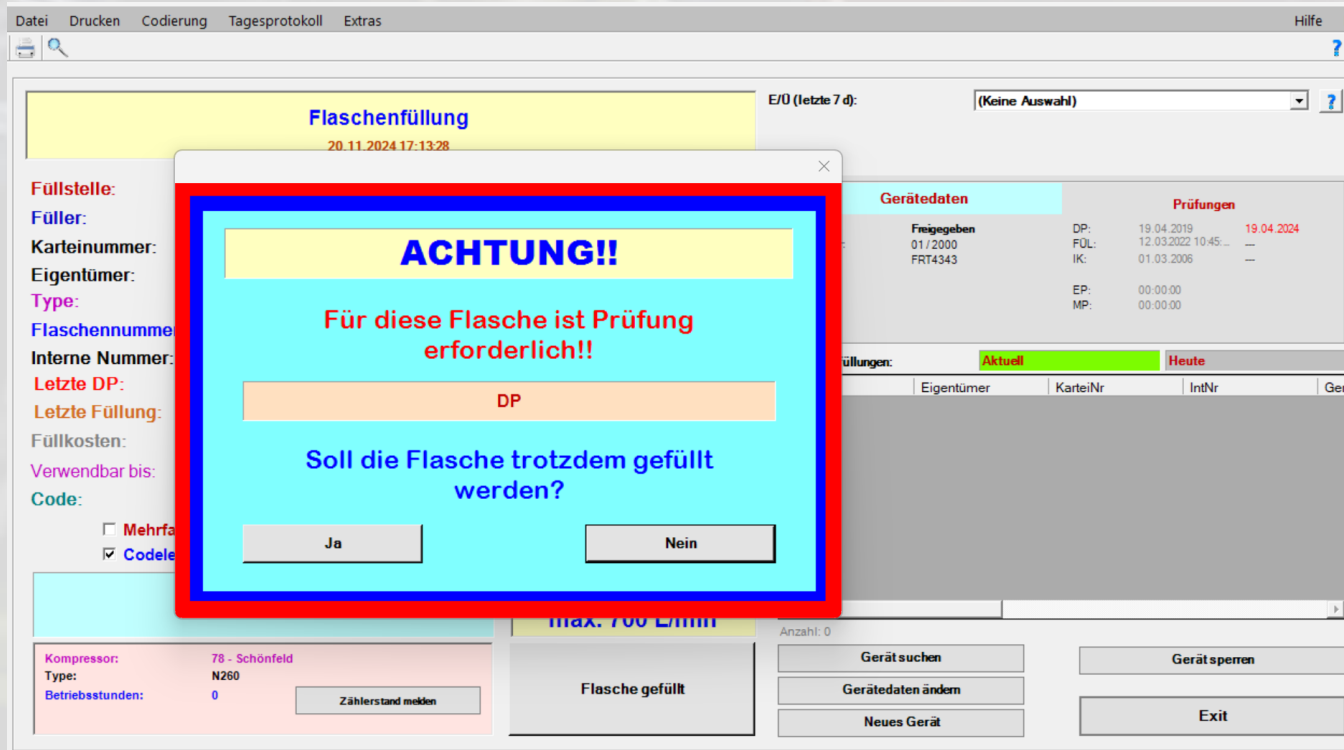 Datei Drucken Codierung Tagesprotokoll Extras Hilfe
?
Flaschenfüllung
20.11.2024 17:13:28
E/Ü (letzte 7 d): (Keine Auswahl) ?
Füllstelle:
Füller:
Karteinummer:
Eigentümer:
Type:
Flaschennummer
Interne Nummer:
Letzte DP:
Letzte Füllung:
Füllkosten:
Verwendbar bis:
Code:
Mehrfa
Codele
ACHTUNG!!
Für diese Flasche ist Prüfung
erforderlich!!
DP
Soll die Flasche trotzdem gefüllt
werden?
Ja Nein
Gerätedaten Prüfungen
Freigegeben
01 / 2000
FRT4343
DP: 19.04.2019 19.04.2024
FÜL: 12.03.2022 10:45:... ---
IK: 01.03.2006 ---
EP: 00:00:00
MP: 00:00:00
üllungen: Aktuell Heute
Eigentümer KarteiNr IntNr Ger
max. 700 L/min
Anzahl: 0
Kompressor: 78 - Schönfeld
Type: N260
Betriebsstunden: 0 Zählerstand melden
Flasche gefüllt
Gerät suchen Gerät sperren
Gerätedaten ändern
Neues Gerät Exit